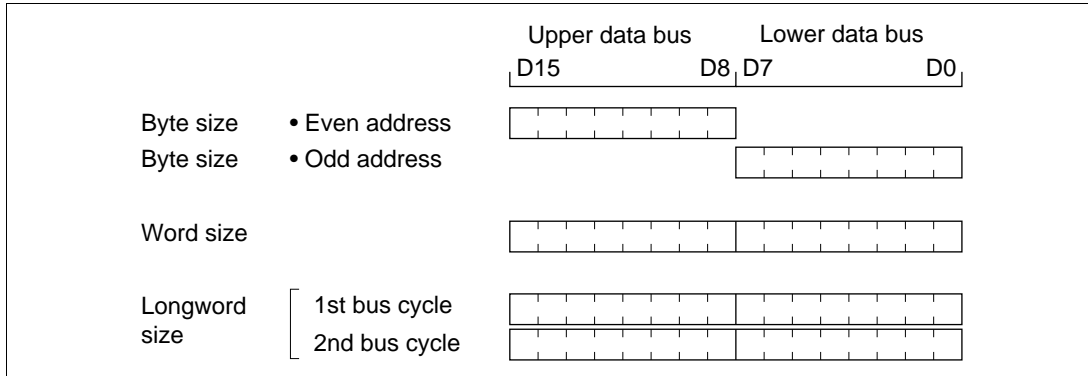 Upper data bus Lower data bus
D15 D8 D7 D0
Byte size • Even address
Byte size • Odd address
Word size
Longword size
1st bus cycle
2nd bus cycle